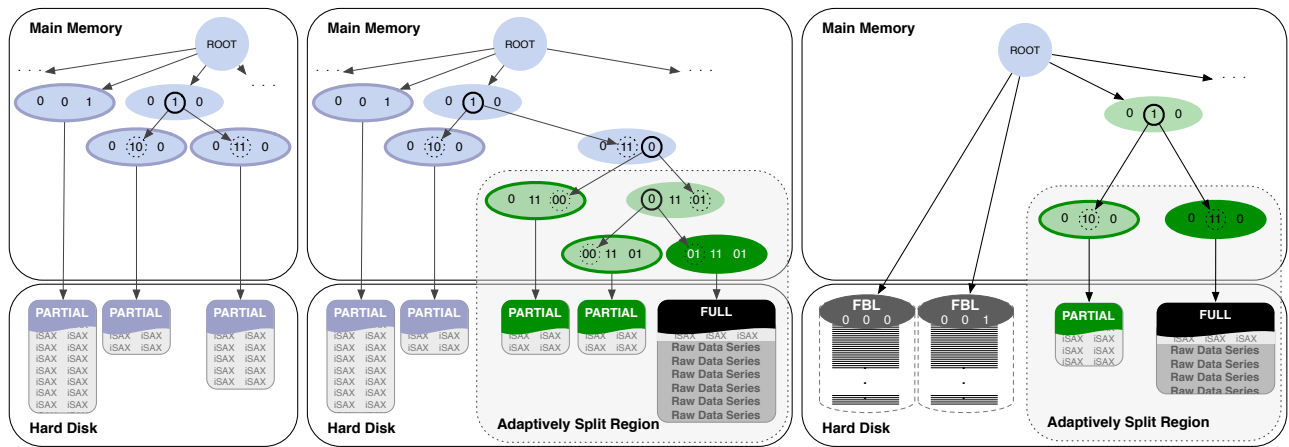 Main Memory
ROOT
. . .
. . .
0 0 1
0 1 0
0 10 0
0 11 0
PARTIAL
iSAX iSAX
iSAX iSAX
iSAX iSAX
iSAX iSAX
iSAX iSAX
iSAX iSAX
iSAX iSAX
PARTIAL
iSAX iSAX
iSAX iSAX
PARTIAL
iSAX iSAX
iSAX iSAX
iSAX iSAX
iSAX iSAX
iSAX iSAX
Hard Disk
Main Memory
ROOT
. . .
. . .
0 0 1
0 1 0
0 10 0
0 11 0
0 11 00
0 11 01
00 11 01
01 11 01
PARTIAL
iSAX iSAX
iSAX iSAX
iSAX iSAX
iSAX iSAX
iSAX iSAX
iSAX iSAX
iSAX iSAX
PARTIAL
iSAX iSAX
iSAX iSAX
PARTIAL
iSAX iSAX
iSAX iSAX
PARTIAL
iSAX iSAX
iSAX iSAX
FULL
iSAX iSAX iSAX
Raw Data Series
Raw Data Series
Raw Data Series
Raw Data Series
Raw Data Series
Raw Data Series
Hard Disk
Adaptively Split Region
Main Memory
ROOT
. . .
0 1 0
0 10 0
0 11 0
FBL
0 0 0
FBL
0 0 1
PARTIAL
iSAX iSAX
iSAX iSAX
iSAX iSAX
FULL
iSAX iSAX iSAX
Raw Data Series
Raw Data Series
Raw Data Series
Raw Data Series
Hard Disk
Adaptively Split Region